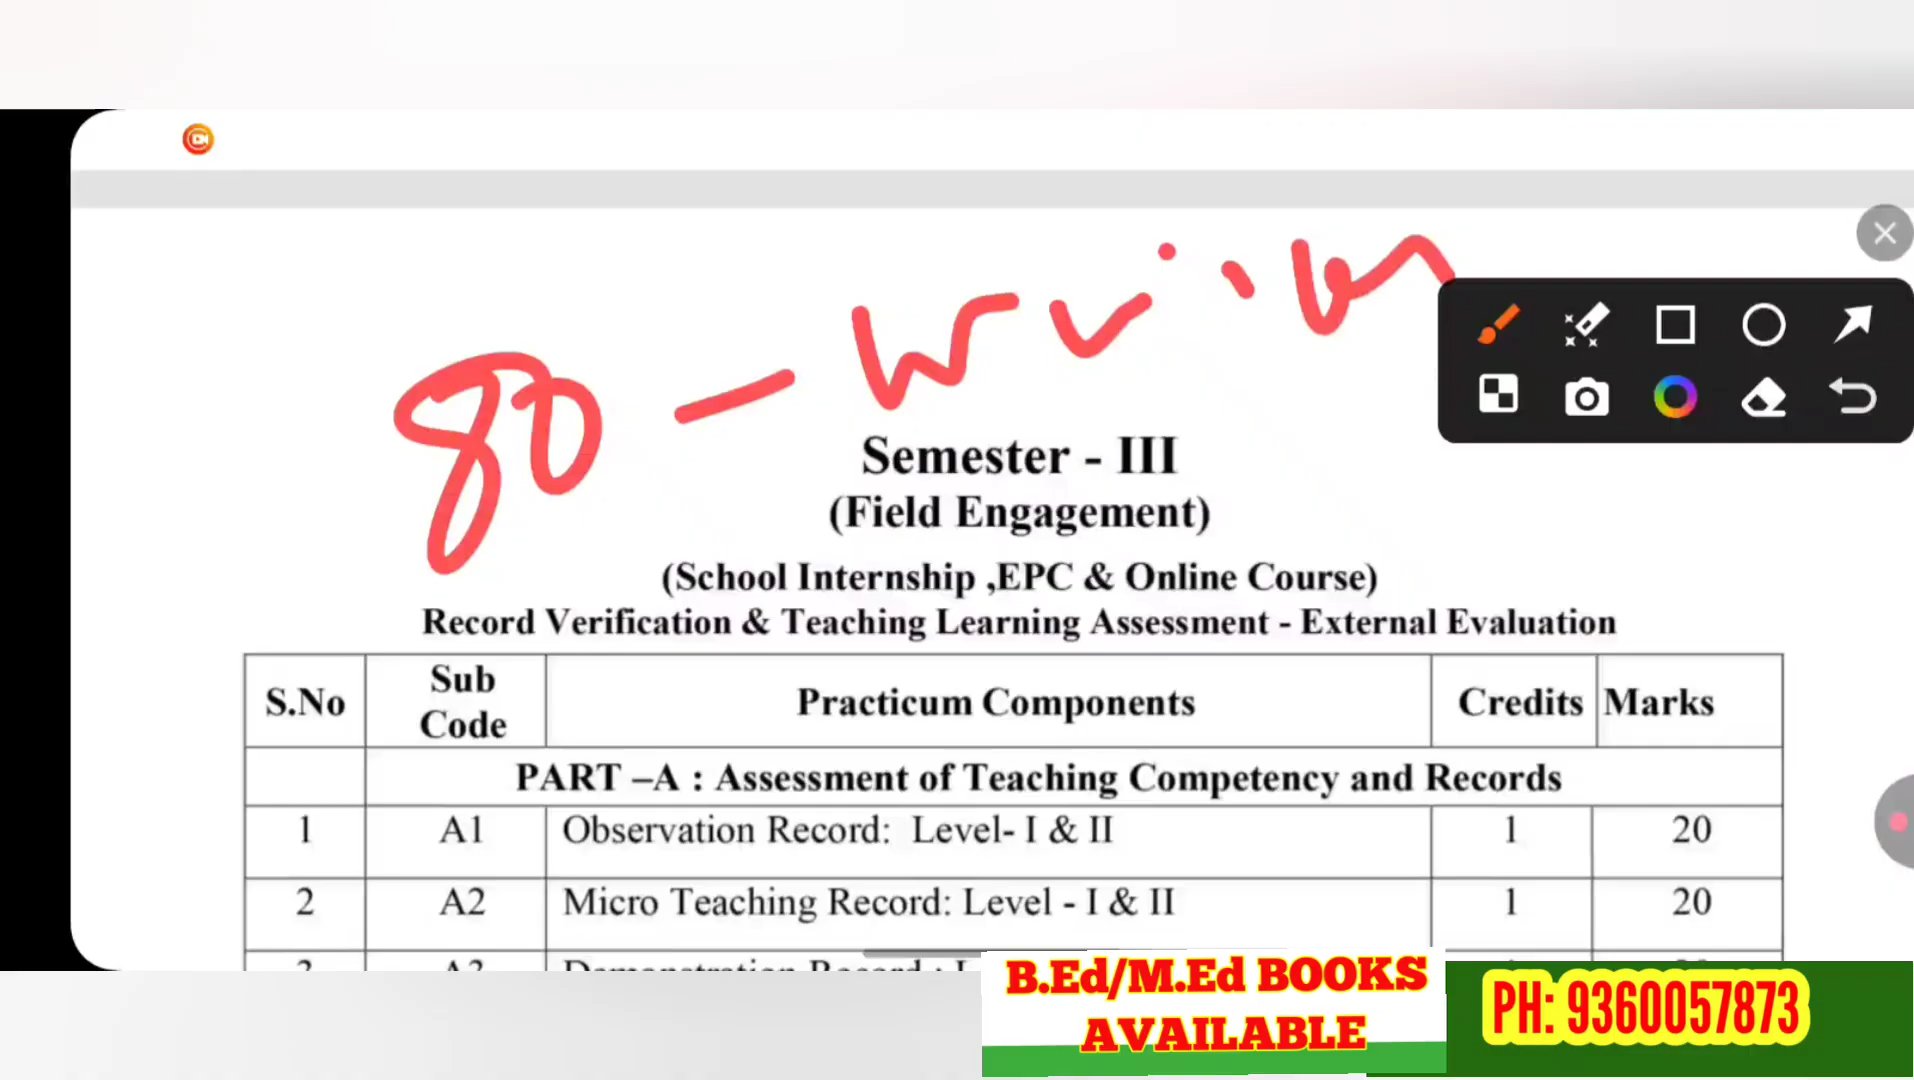 80 -
Semester - III
(Field Engagement)
(School Internship ,EPC & Online Course)
Record Verification & Teaching Learning Assessment - External Evaluation
S.No Sub Code Practicum Components Credits Marks
PART –A : Assessment of Teaching Competency and Records
1 A1 Observation Record: Level- I & II 1 20
2 A2 Micro Teaching Record: Level - I & II 1 20
B.Ed/M.Ed BOOKS
AVAILABLE
PH: 9360057873